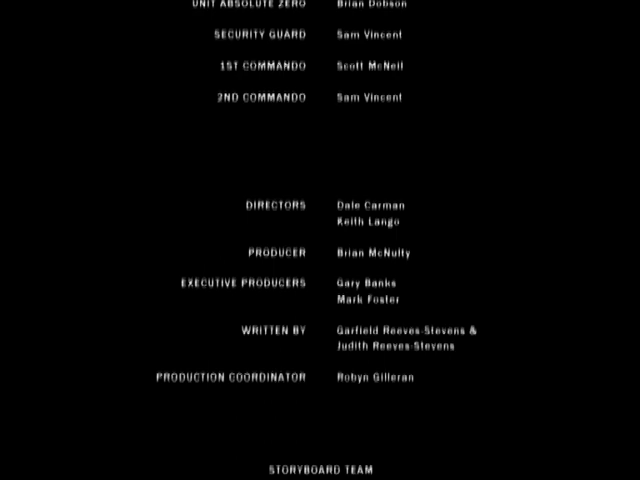 UNIT ABSOLUTE ZERO Brian Dobson
SECURITY GUARD Sam Vincent
1ST COMMANDO Scott McNeil
2ND COMMANDO Sam Vincent
DIRECTORS Dale Carman
Keith Lango
PRODUCER Brian McNulty
EXECUTIVE PRODUCERS Gary Banks
Mark Foster
WRITTEN BY Garfield Reeves-Stevens &
Judith Reeves-Stevens
PRODUCTION COORDINATOR Robyn Gilleran
STORYBOARD TEAM